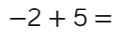 −2 + 5 =